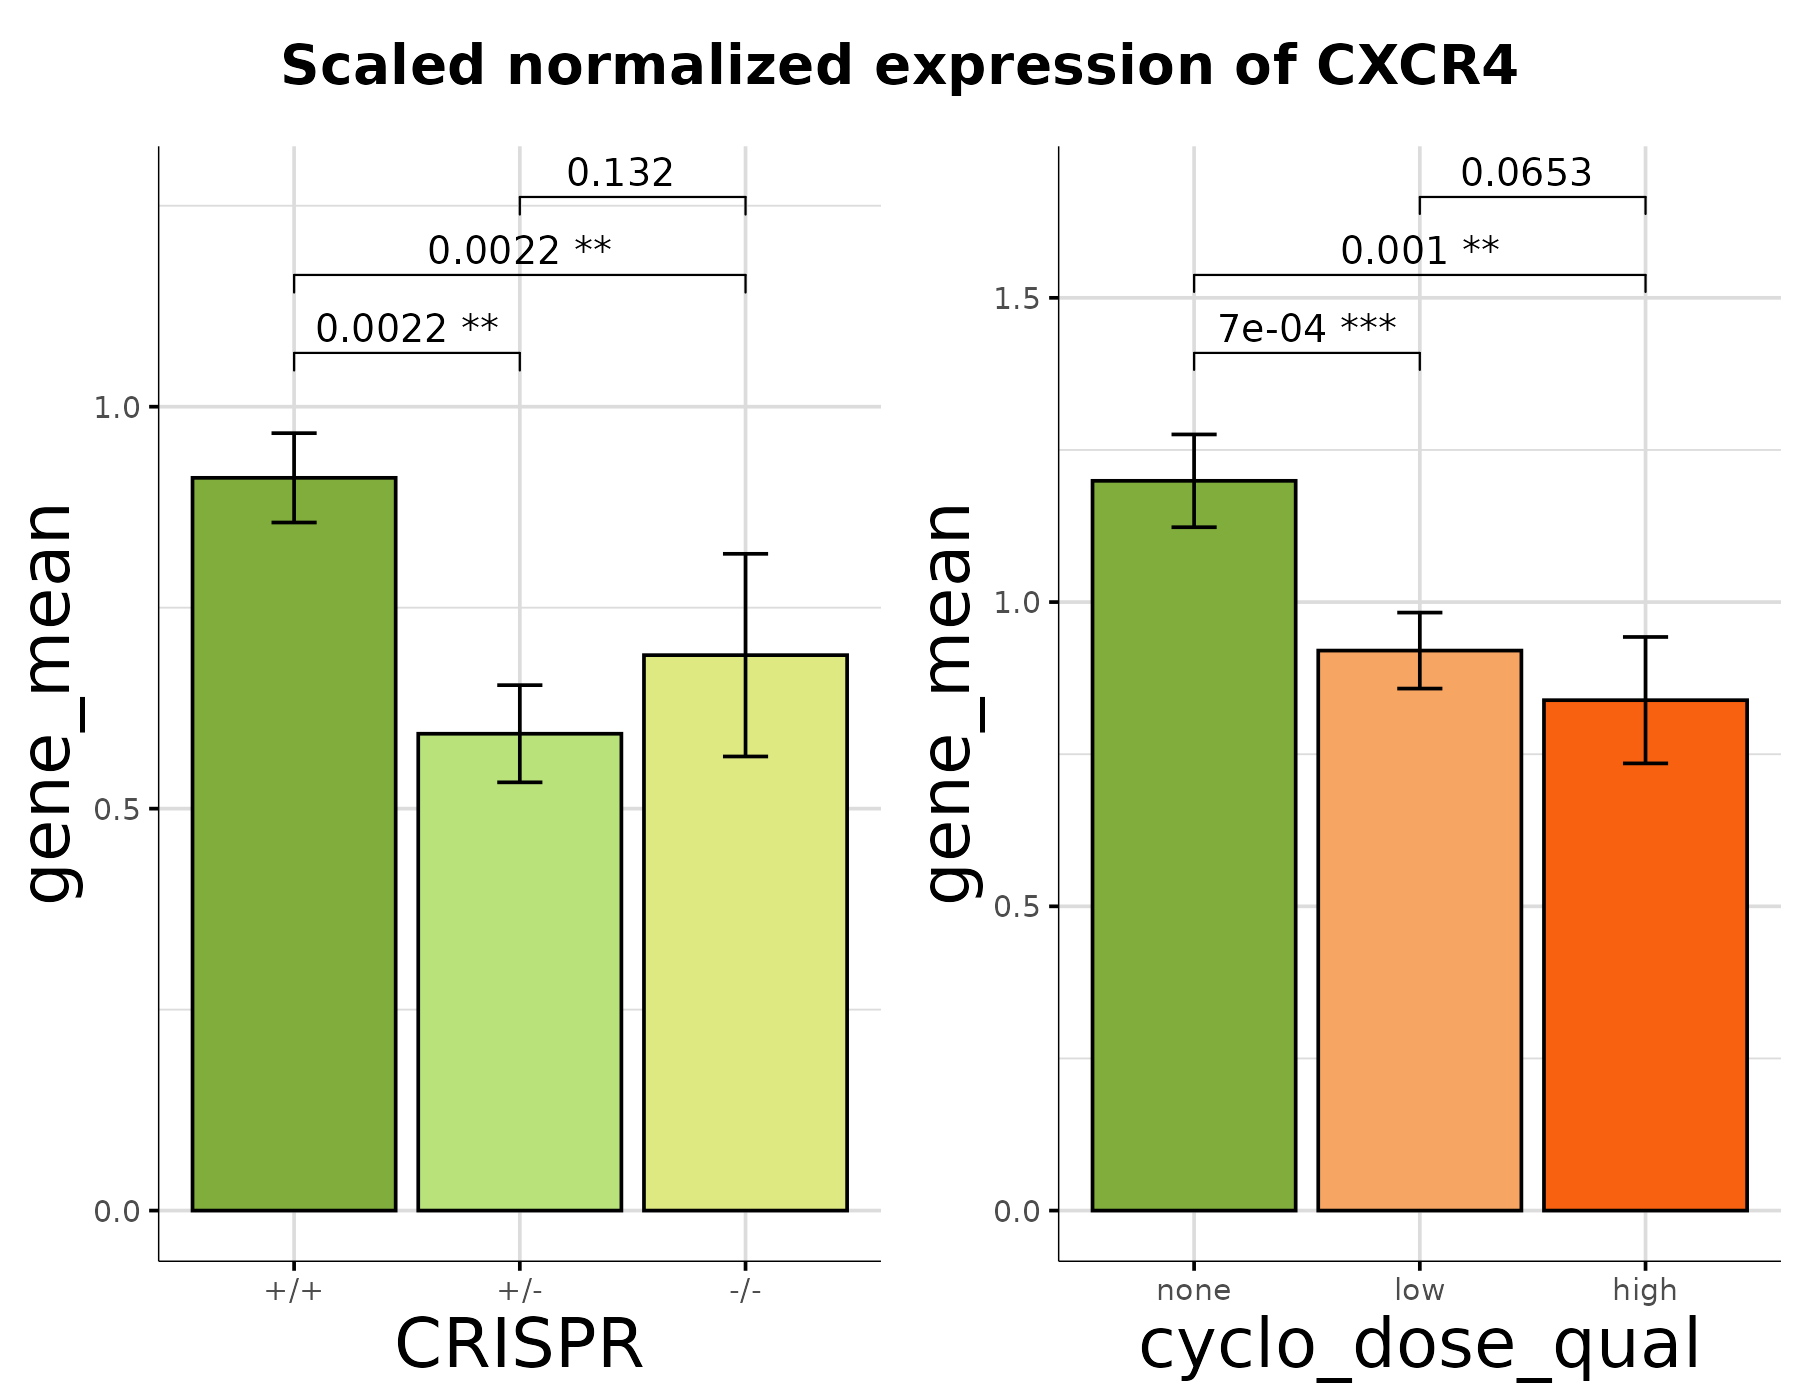 Scaled normalized expression of CXCR4
0.132
0.0022 **
0.0022 **
1.0
0.5
0.0
gene_mean
+/+ +/- -/-
CRISPR
0.0653
0.001 **
7e-04 ***
1.5
1.0
0.5
0.0
gene_mean
none low high
cyclo_dose_qual